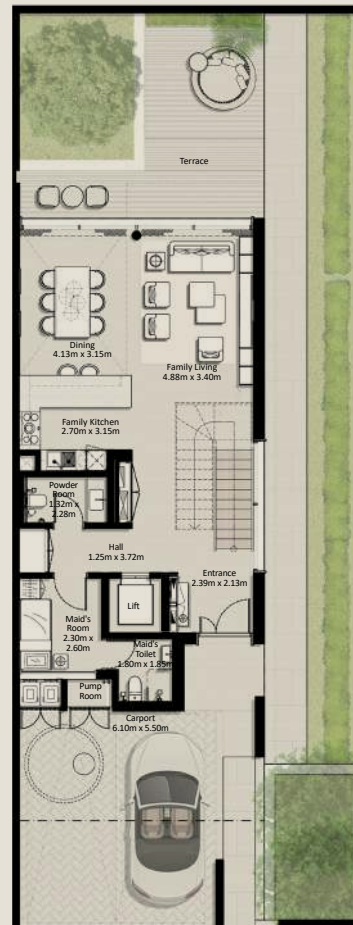 Terrace
Dining
4.13m x 3.15m
Family Living
4.88m x 3.40m
Family Kitchen
2.70m x 3.15m
Powder
Room
1.32m x
2.28m
Hall
1.25m x 3.72m
Entrance
2.39m x 2.13m
Lift
Maid's
Room
2.30m x
2.60m
Maid's
Toilet
1.80m x 1.85m
Pump
Room
Carport
6.10m x 5.50m